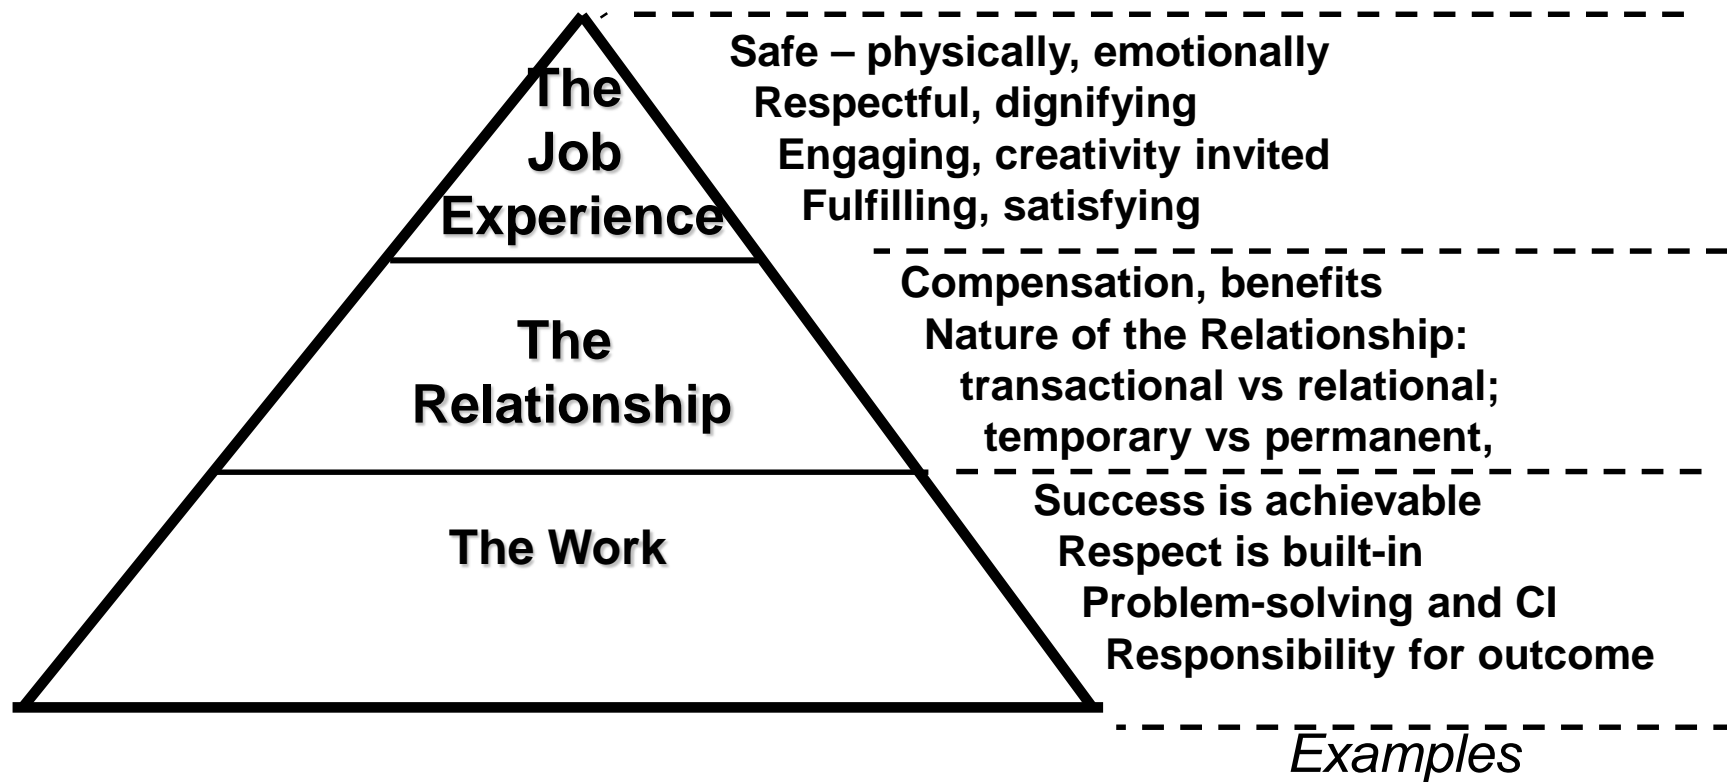 The
Job
Experience
Safe – physically, emotionally
Respectful, dignifying
Engaging, creativity invited
Fulfilling, satisfying
The
Relationship
Compensation, benefits
Nature of the Relationship:
transactional vs relational;
temporary vs permanent,
The Work
Success is achievable
Respect is built-in
Problem-solving and CI
Responsibility for outcome
Examples